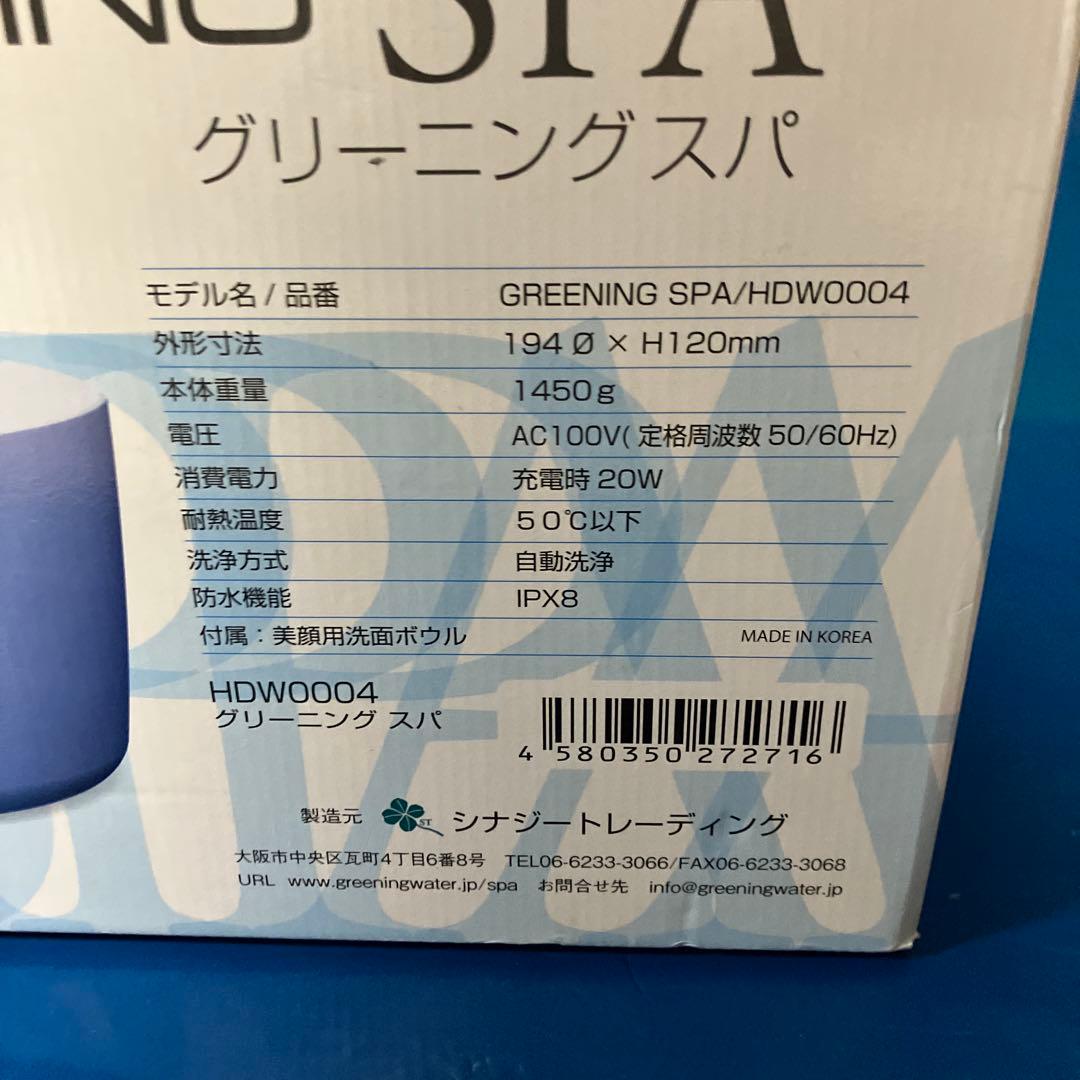 SPA
グリーニングスパ
モデル名 / 品番 GREENING SPA/HDW0004
外形寸法 194 Ø × H120mm
本体重量 1450g
電圧 AC100V( 定格周波数 50/60Hz)
消費電力 充電時 20W
耐熱温度 50℃以下
洗浄方式 自動洗浄
防水機能 IPX8
付属：美顔用洗面ボウル MADE IN KOREA
HDW0004
グリーニング スパ
4 580350 272716
製造元 ST シナジートレーディング
大阪市中央区瓦町4丁目6番8号 TEL06-6233-3066/FAX06-6233-3068
URL www.greeningwater.jp/spa お問合せ先 info@greeningwater.jp